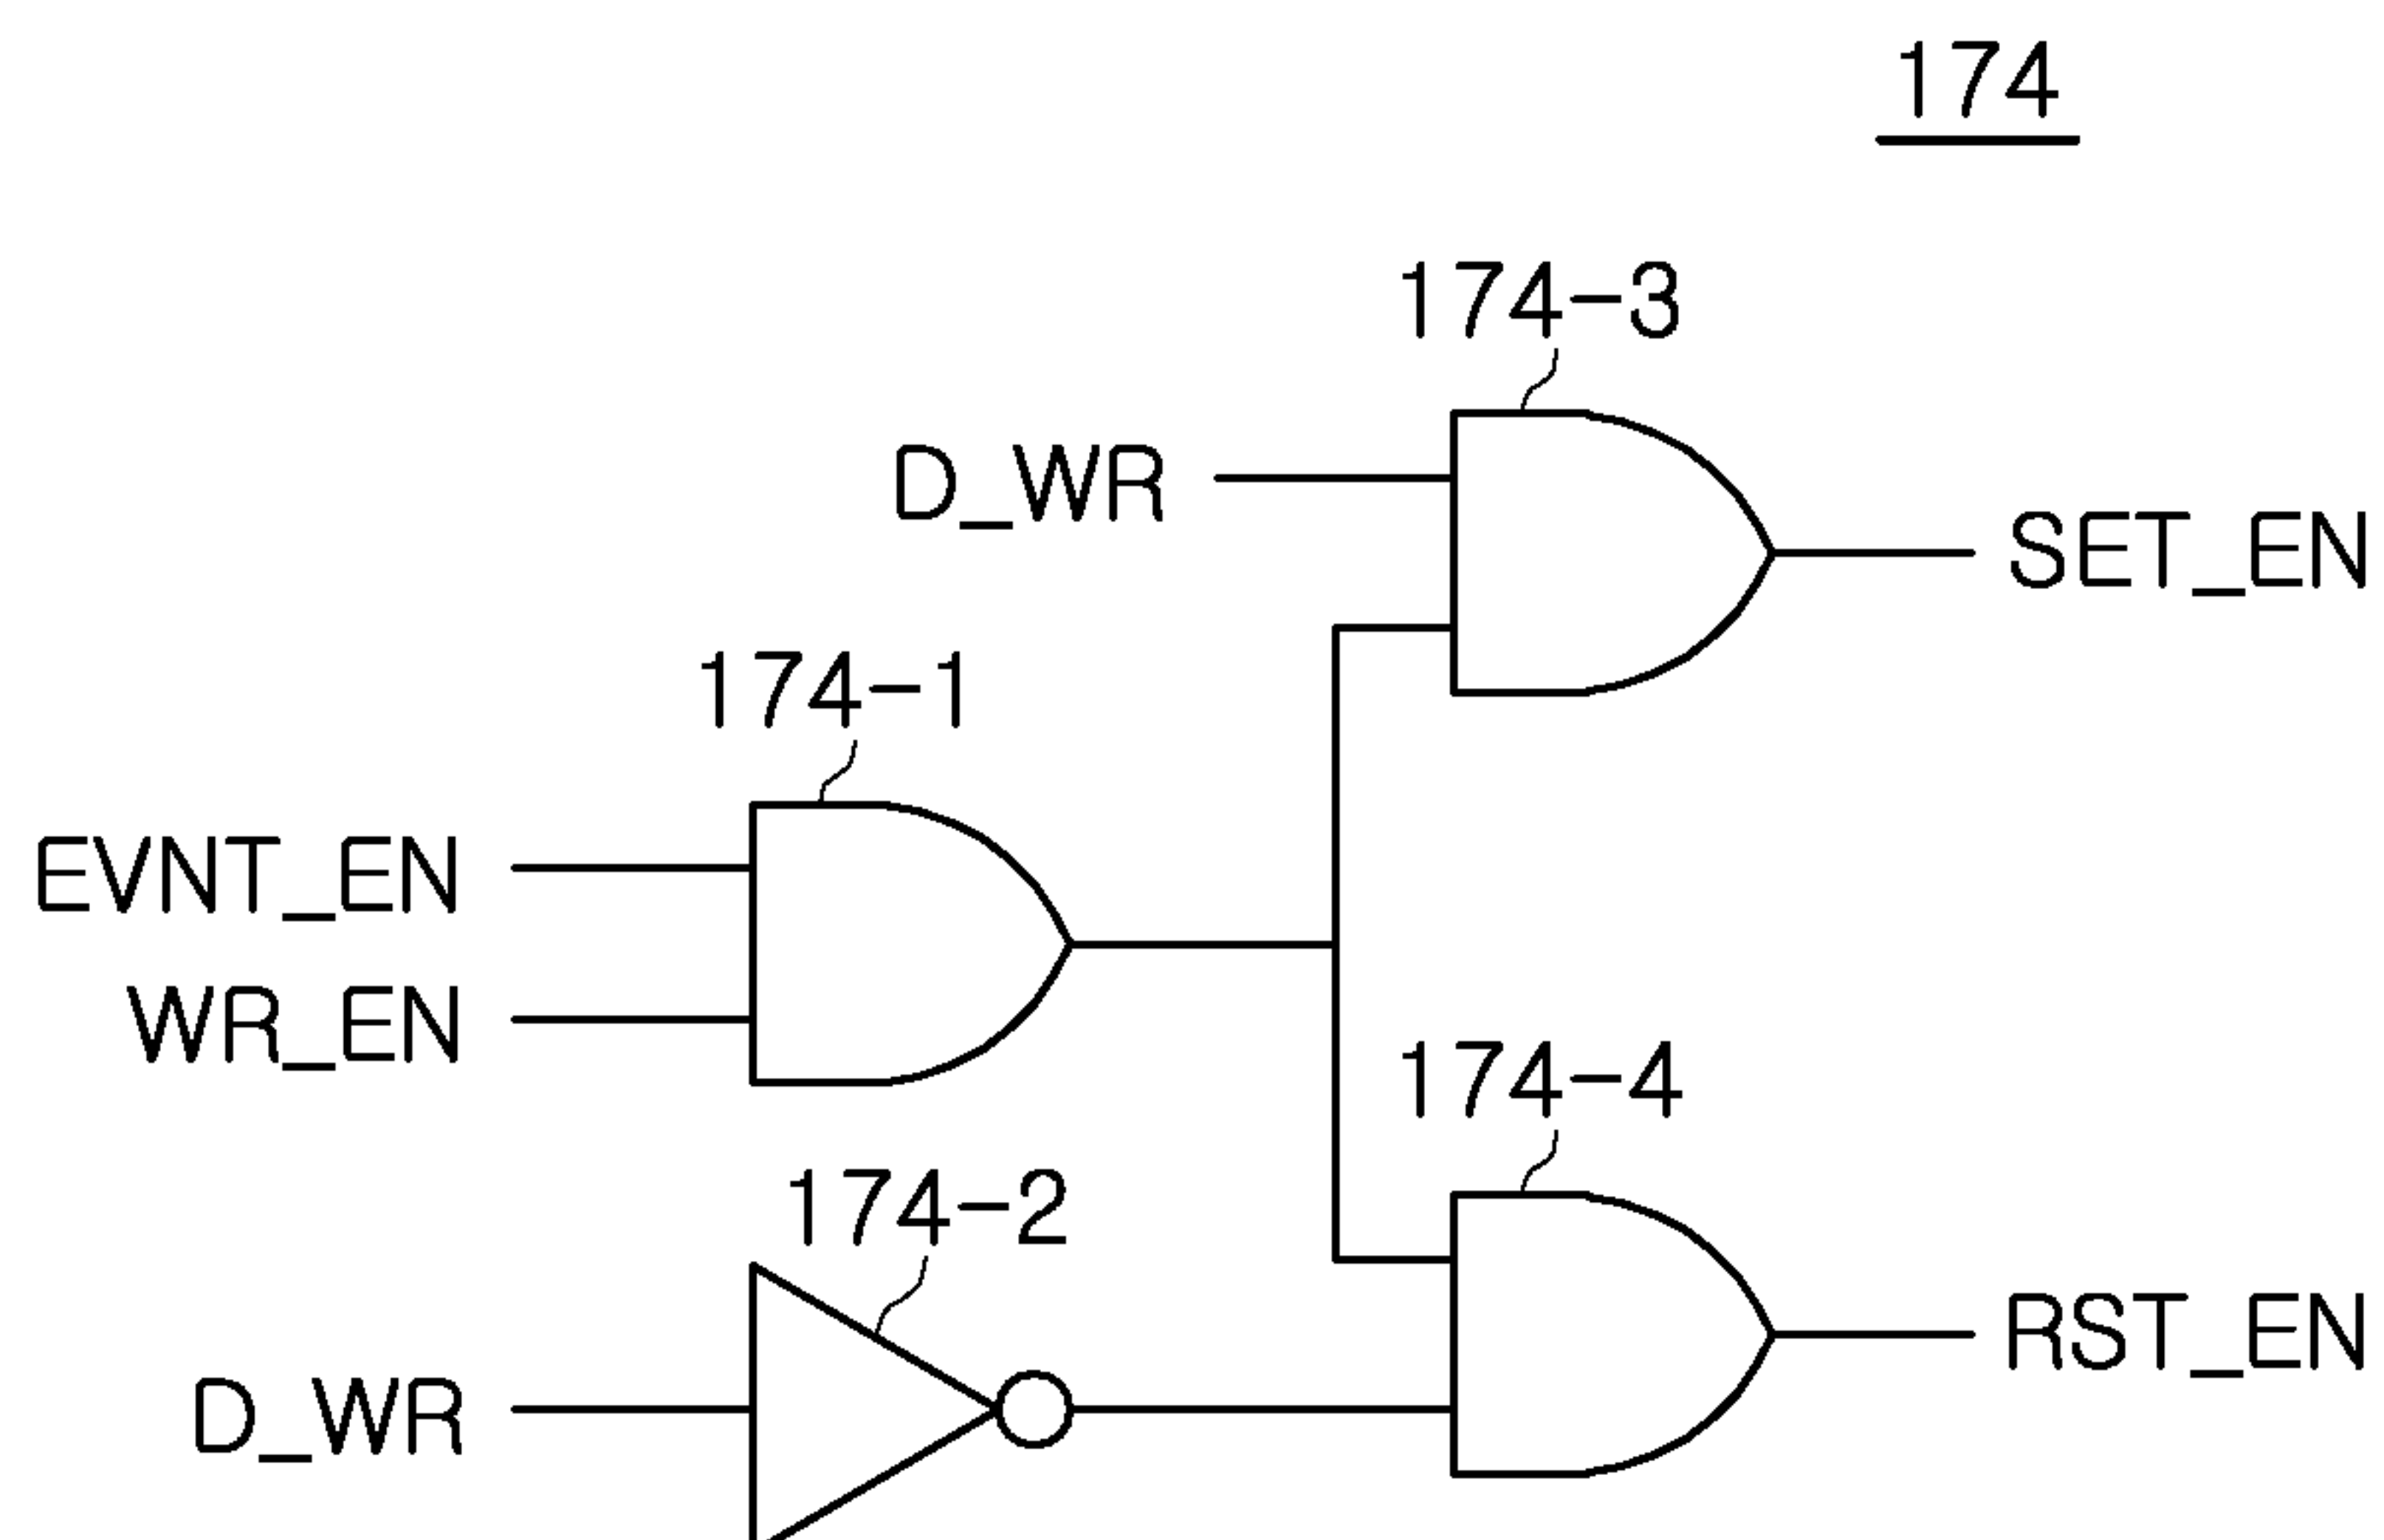 174
174-3
D_WR
SET_EN
174-1
EVNT_EN
WR_EN
174-4
174-2
RST_EN
D_WR